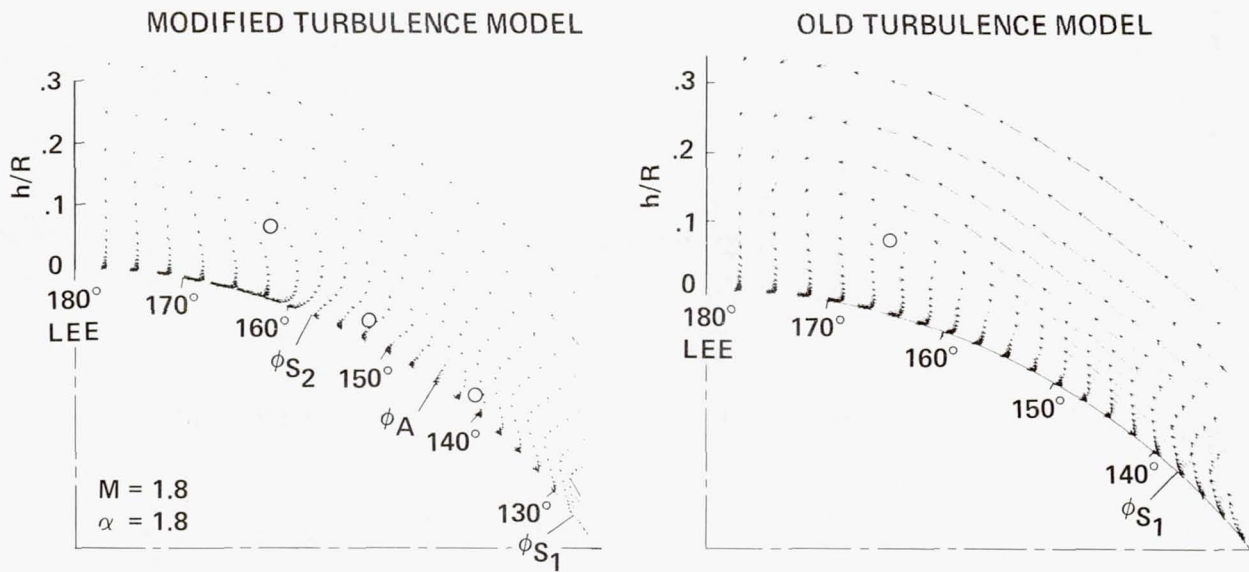 MODIFIED TURBULENCE MODEL
.3
.2
.1
0
h/R
180°
LEE
170°
160°
ϕS₂
150°
ϕA
140°
130°
ϕS₁
M = 1.8
α = 1.8
OLD TURBULENCE MODEL
.3
.2
.1
0
h/R
180°
LEE
170°
160°
150°
140°
ϕS₁